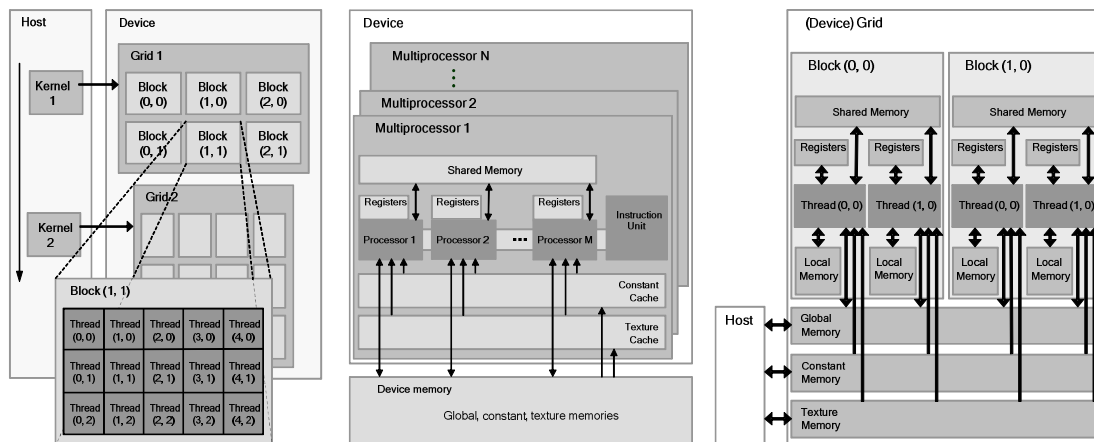 Host
Device
Grid 1
Kernel
1
Block
(0, 0)
Block
(1, 0)
Block
(2, 0)
Block
(0, 1)
Block
(1, 1)
Block
(2, 1)
Grid 2
Kernel
2
Block (1, 1)
Thread
(0, 0)
Thread
(1, 0)
Thread
(2, 0)
Thread
(3, 0)
Thread
(4, 0)
Thread
(0, 1)
Thread
(1, 1)
Thread
(2, 1)
Thread
(3, 1)
Thread
(4, 1)
Thread
(0, 2)
Thread
(1, 2)
Thread
(2, 2)
Thread
(3, 2)
Thread
(4, 2)
Device
Multiprocessor N
Multiprocessor 2
Multiprocessor 1
Shared Memory
Registers
Registers
Registers
Processor 1
Processor 2
Processor M
Instruction
Unit
Constant
Cache
Texture
Cache
Device memory
Global, constant, texture memories
(Device) Grid
Block (0, 0)
Block (1, 0)
Shared Memory
Shared Memory
Registers
Registers
Registers
Registers
Thread (0, 0)
Thread (1, 0)
Thread (0, 0)
Thread (1, 0)
Local
Memory
Local
Memory
Local
Memory
Local
Memory
Host
Global
Memory
Constant
Memory
Texture
Memory